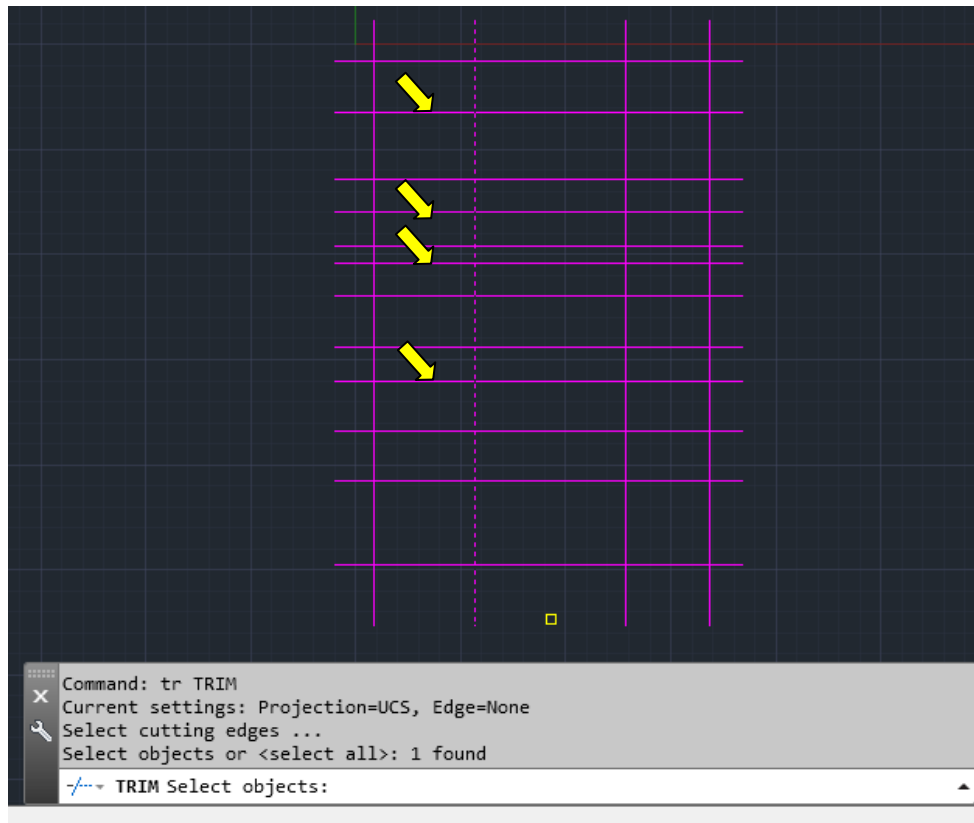 Command: tr TRIM
Current settings: Projection=UCS, Edge=None
Select cutting edges ...
Select objects or <select all>: 1 found
TRIM Select objects: